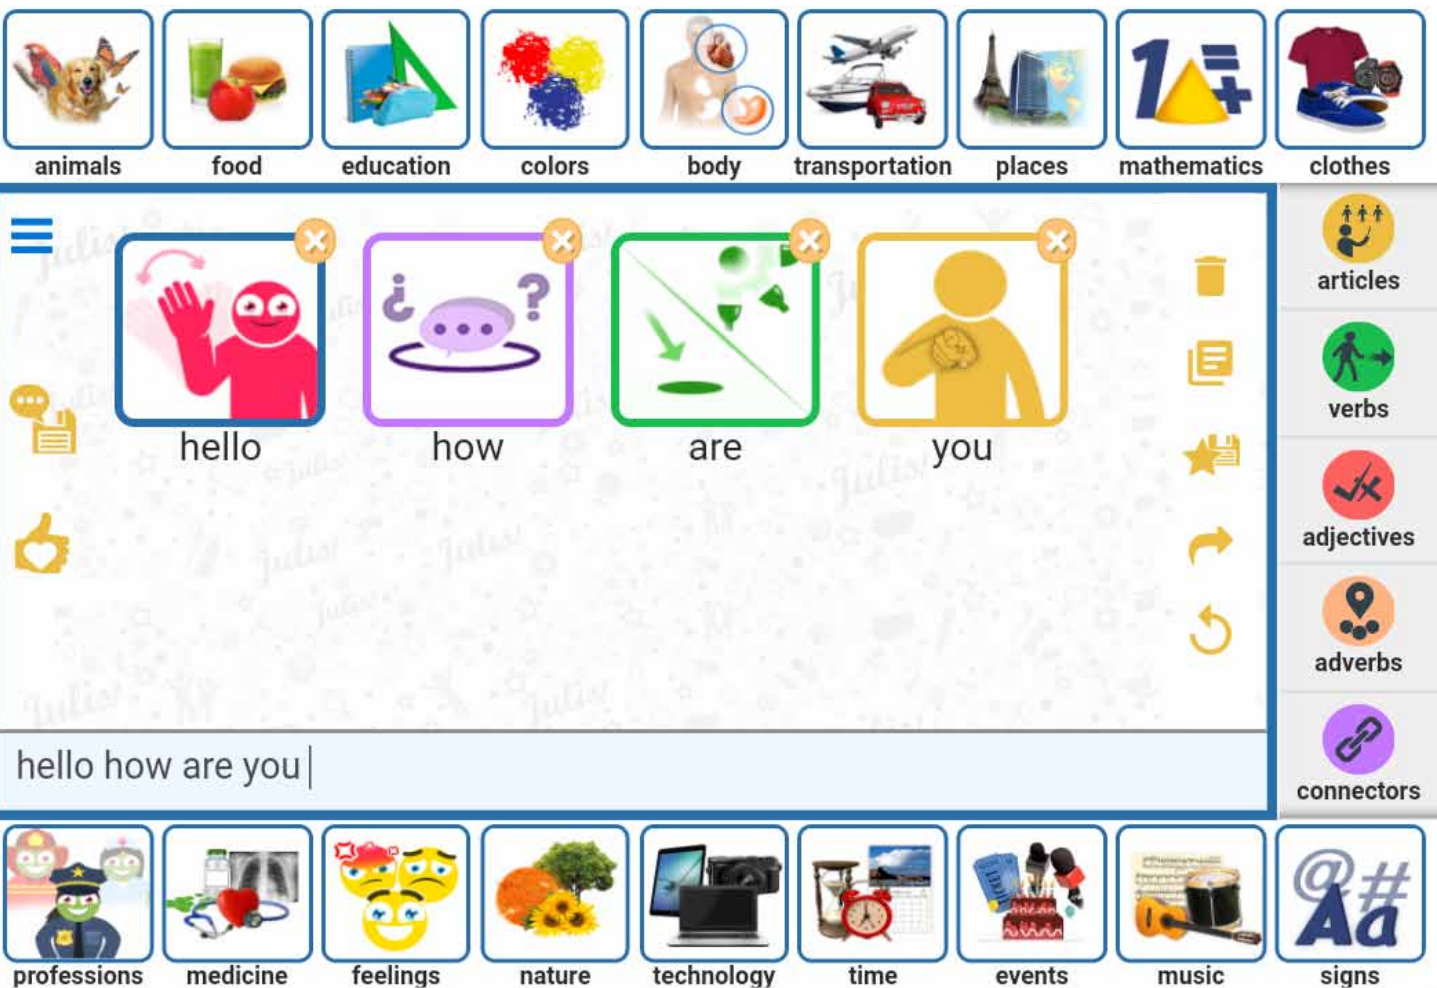 animals food education colors body transportation places mathematics clothes
articles
verbs
adjectives
adverbs
connectors
hello how are you
Julis!
hello how are you
professions medicine feelings nature technology time events music signs